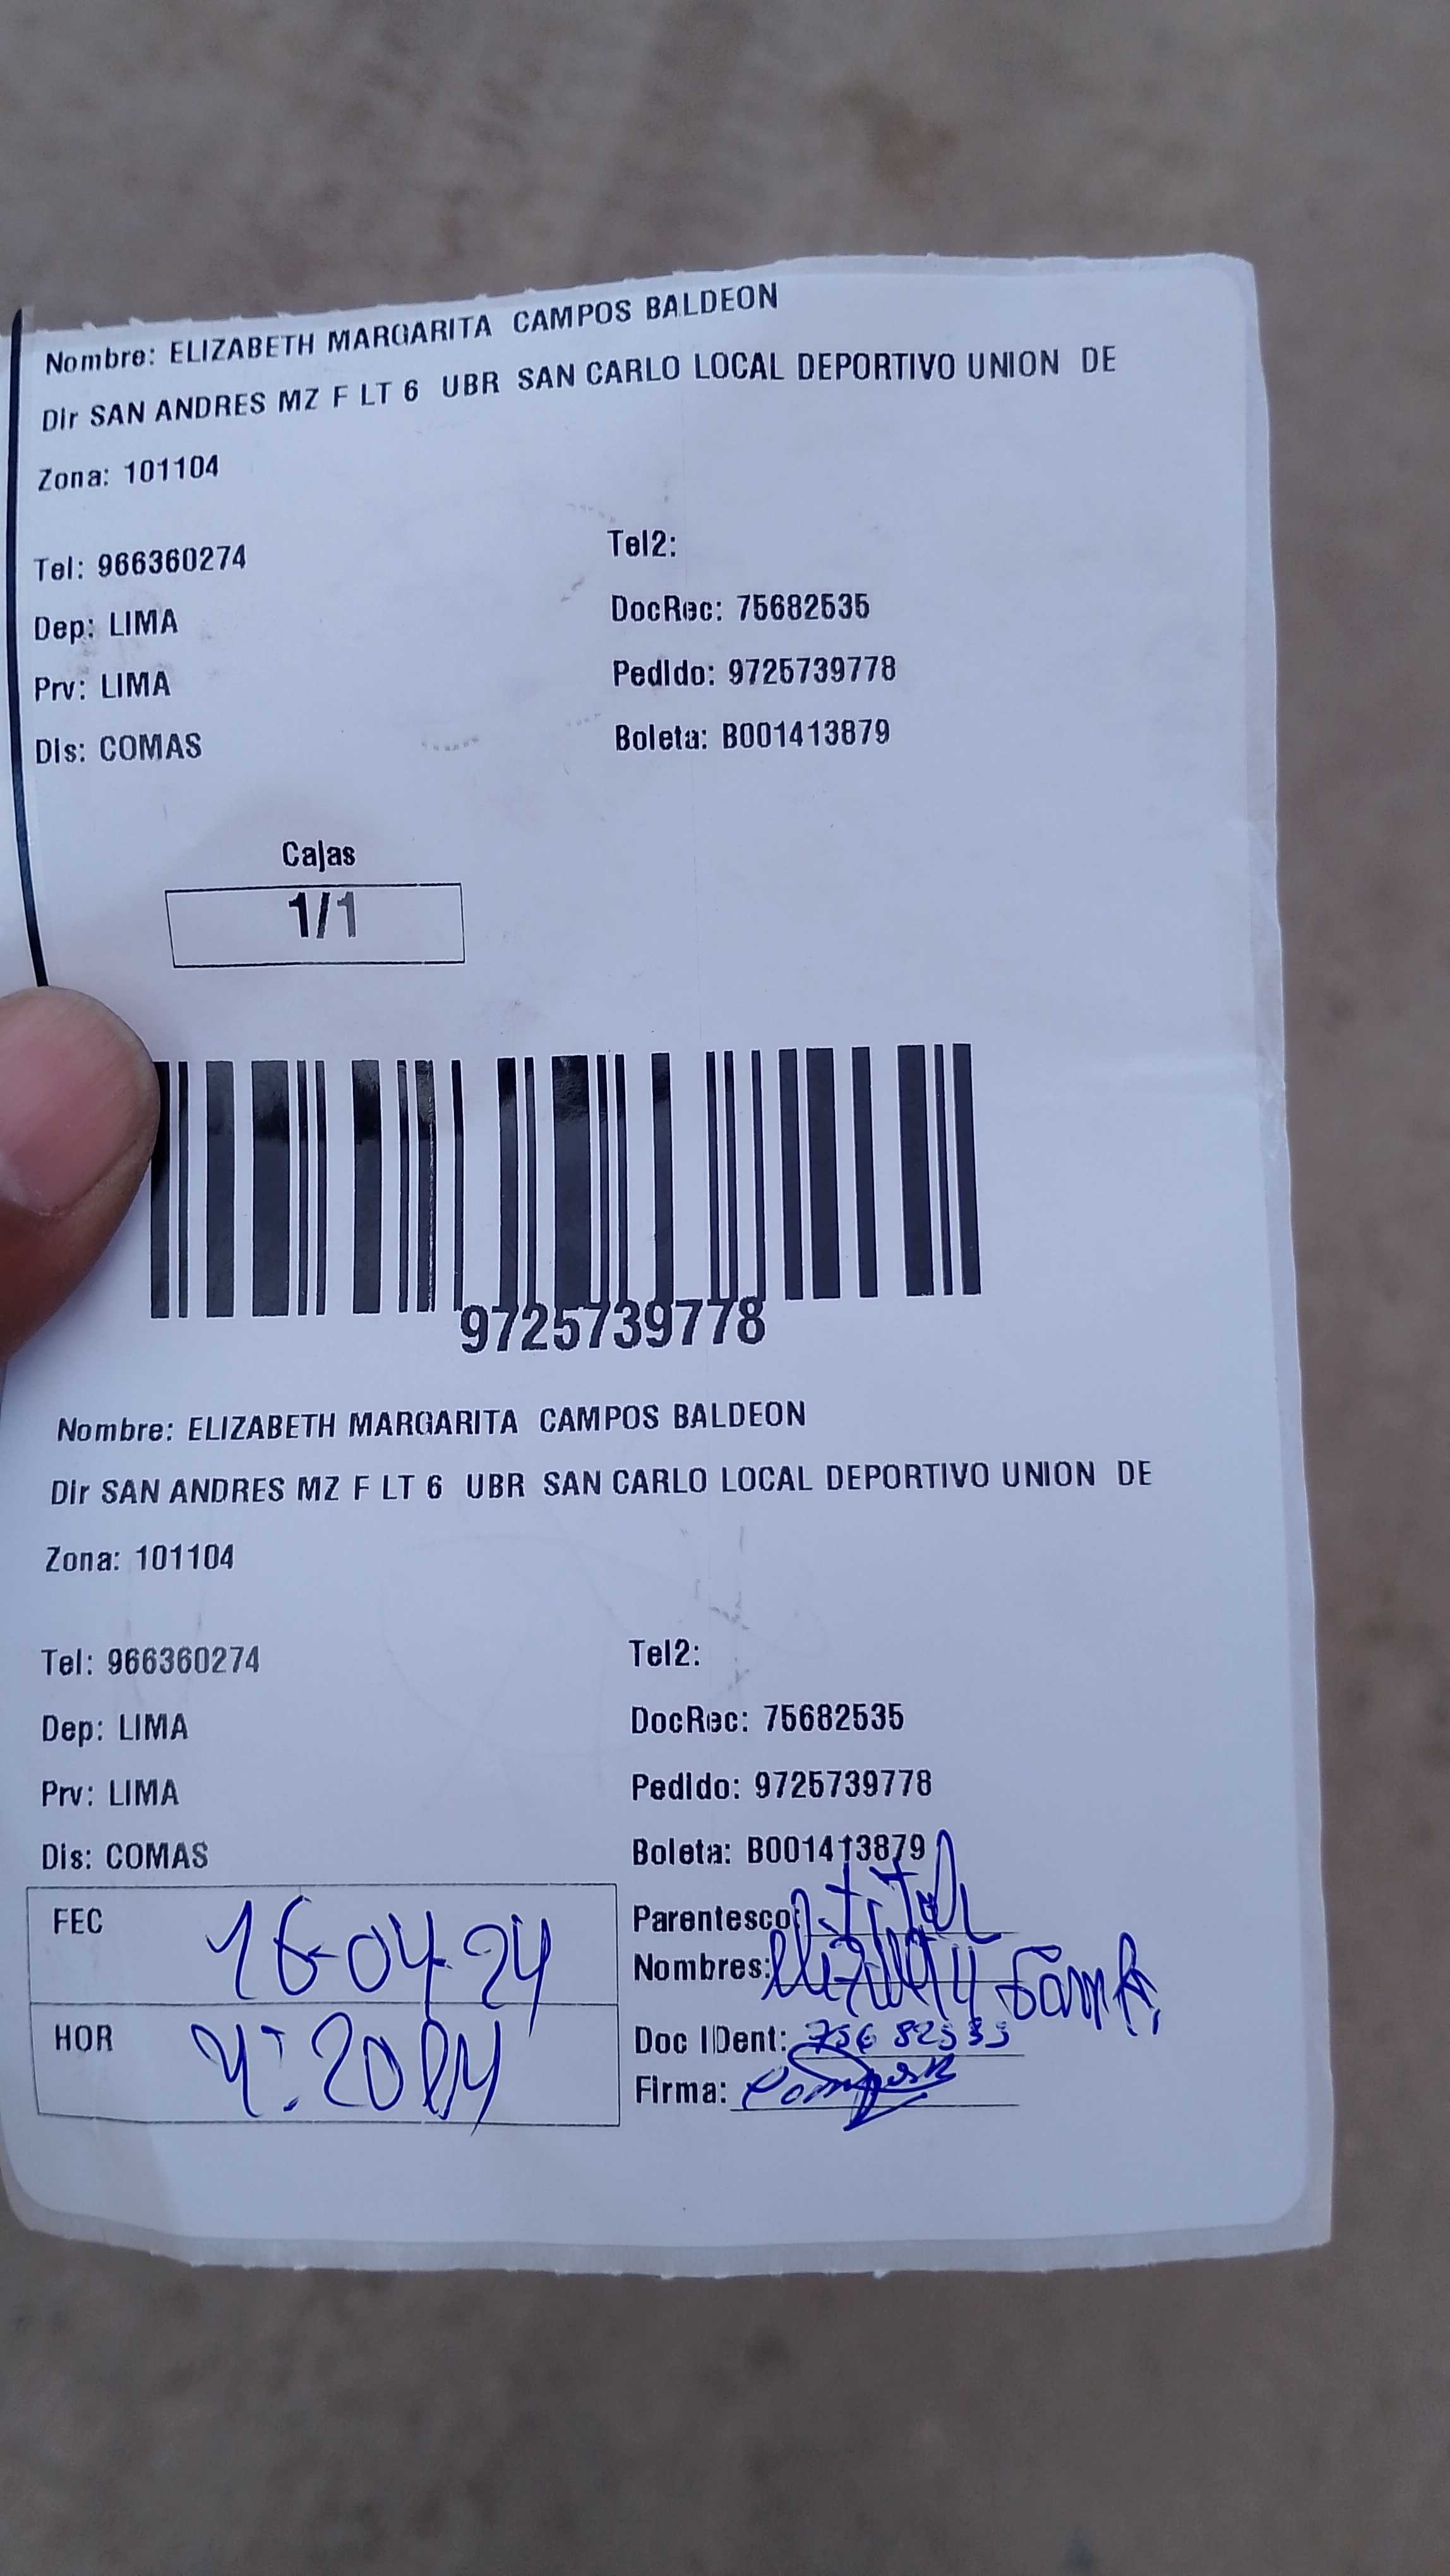 Nombre: ELIZABETH MARGARITA CAMPOS BALDEON
Dir SAN ANDRES MZ F LT 6 UBR SAN CARLO LOCAL DEPORTIVO UNION DE
Zona: 101104
Tel: 966360274 Tel2:
Dep: LIMA DocRec: 75682535
Prv: LIMA Pedido: 9725739778
Dis: COMAS Boleta: B001413879
Cajas
1/1
9725739778
Nombre: ELIZABETH MARGARITA CAMPOS BALDEON
Dir SAN ANDRES MZ F LT 6 UBR SAN CARLO LOCAL DEPORTIVO UNION DE
Zona: 101104
Tel: 966360274 Tel2:
Dep: LIMA DocRec: 75682535
Prv: LIMA Pedido: 9725739778
Dis: COMAS Boleta: B001413879
FEC 16-04-24 Parentesco:
Nombres:
HOR 4:20 PM Doc IDent: 75682535
Firma: